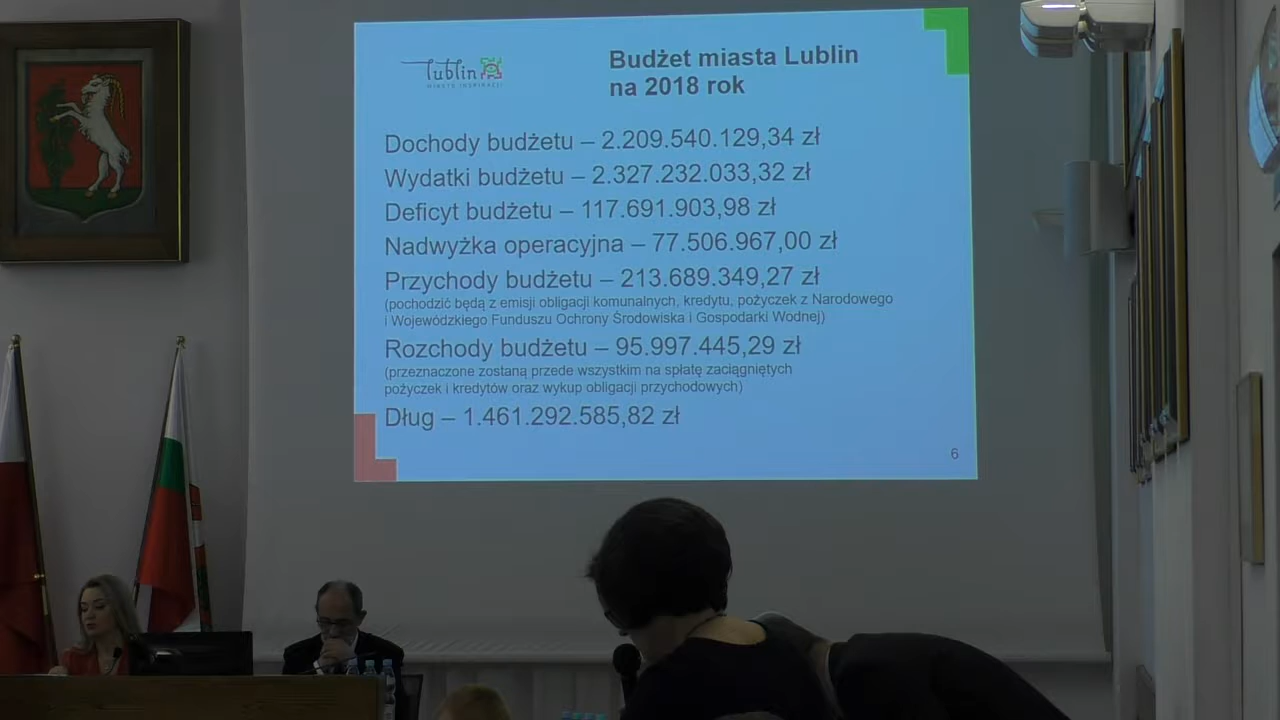 lublin
MIASTO INSPIRACJI
Budżet miasta Lublin
na 2018 rok
Dochody budżetu – 2.209.540.129,34 zł
Wydatki budżetu – 2.327.232.033,32 zł
Deficyt budżetu – 117.691.903,98 zł
Nadwyżka operacyjna – 77.506.967,00 zł
Przychody budżetu – 213.689.349,27 zł
(pochodzić będą z emisji obligacji komunalnych, kredytu, pożyczek z Narodowego
i Wojewódzkiego Funduszu Ochrony Środowiska i Gospodarki Wodnej)
Rozchody budżetu – 95.997.445,29 zł
(przeznaczone zostaną przede wszystkim na spłatę zaciągniętych
pożyczek i kredytów oraz wykup obligacji przychodowych)
Dług – 1.461.292.585,82 zł
6